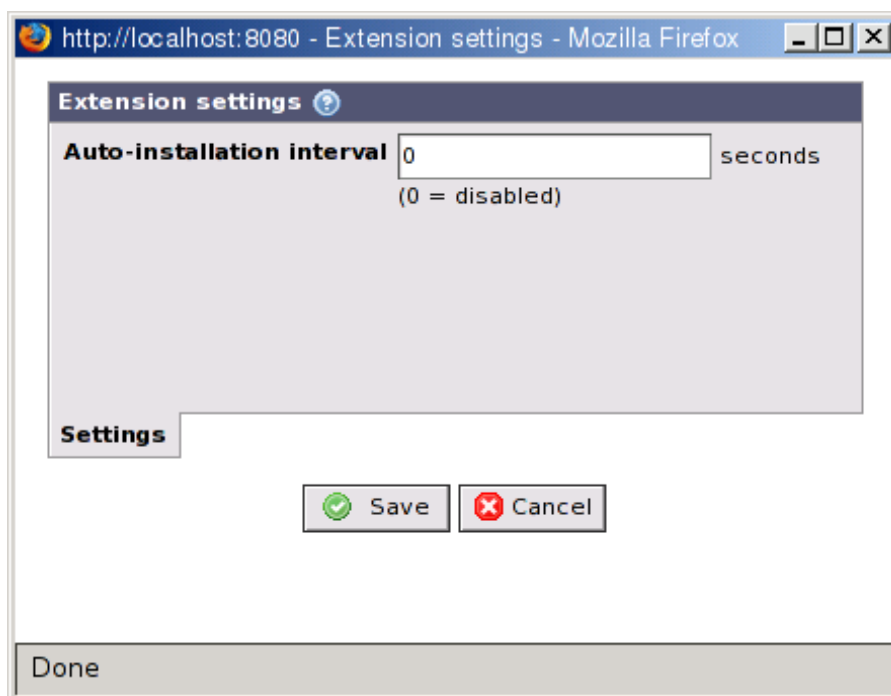 http://localhost:8080 - Extension settings - Mozilla Firefox
Extension settings
Auto-installation interval 0 seconds
(0 = disabled)
Settings
Save Cancel
Done